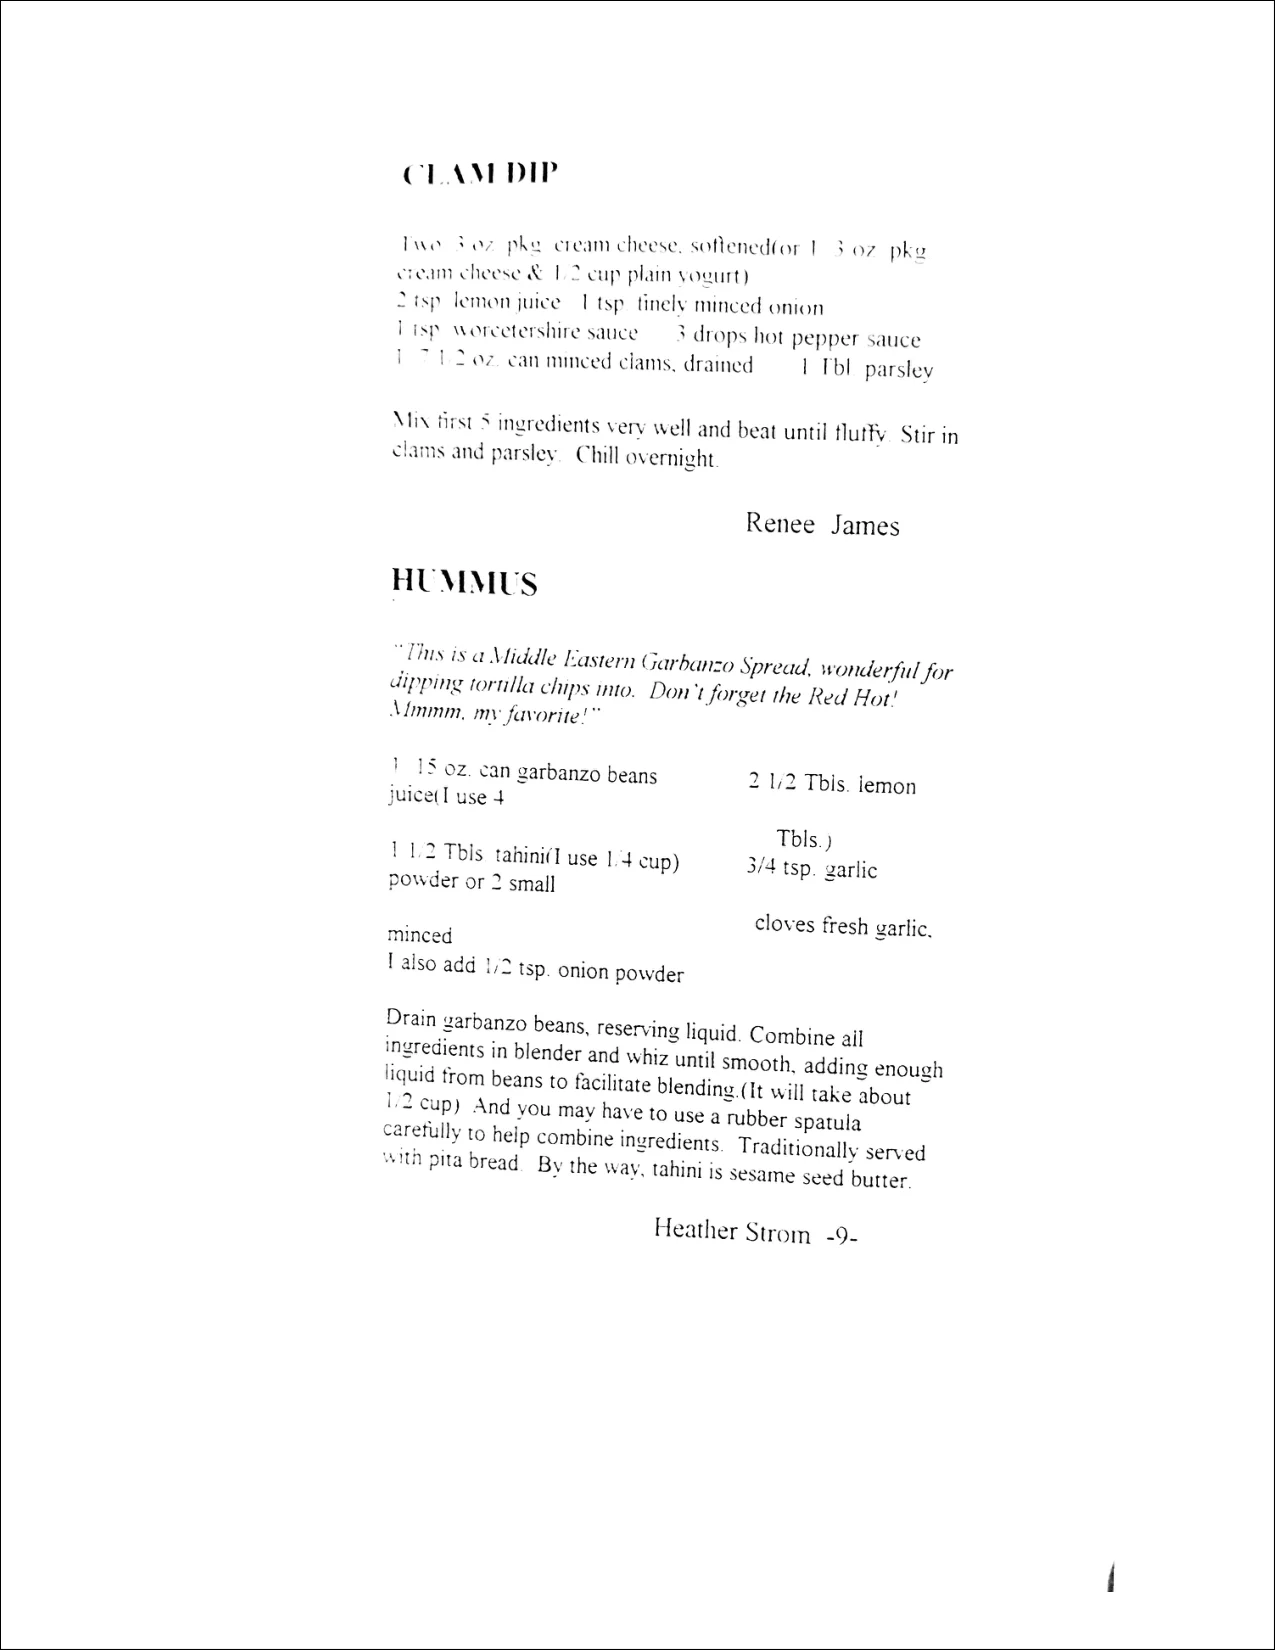 CLAM DIP
Two 3 oz pkg cream cheese, softened(or 1 3 oz pkg
cream cheese & 1/2 cup plain yogurt)
2 tsp lemon juice 1 tsp finely minced onion
1 tsp worcetershire sauce 3 drops hot pepper sauce
1 7 1/2 oz. can minced clams, drained 1 Tbl parsley
Mix first 5 ingredients very well and beat until fluffy. Stir in
clams and parsley. Chill overnight.
Renee James
HUMMUS
"This is a Middle Eastern Garbanzo Spread, wonderful for
dipping tortilla chips into. Don't forget the Red Hot!
Mmmm, my favorite!"
1 15 oz. can garbanzo beans 2 1/2 Tbls. lemon
juice(I use 4
Tbls.)
1 1/2 Tbls tahini(I use 1/4 cup) 3/4 tsp. garlic
powder or 2 small
cloves fresh garlic,
minced
I also add 1/2 tsp. onion powder
Drain garbanzo beans, reserving liquid. Combine all
ingredients in blender and whiz until smooth, adding enough
liquid from beans to facilitate blending.(It will take about
1/2 cup) And you may have to use a rubber spatula
carefully to help combine ingredients. Traditionally served
with pita bread. By the way, tahini is sesame seed butter.
Heather Strom -9-